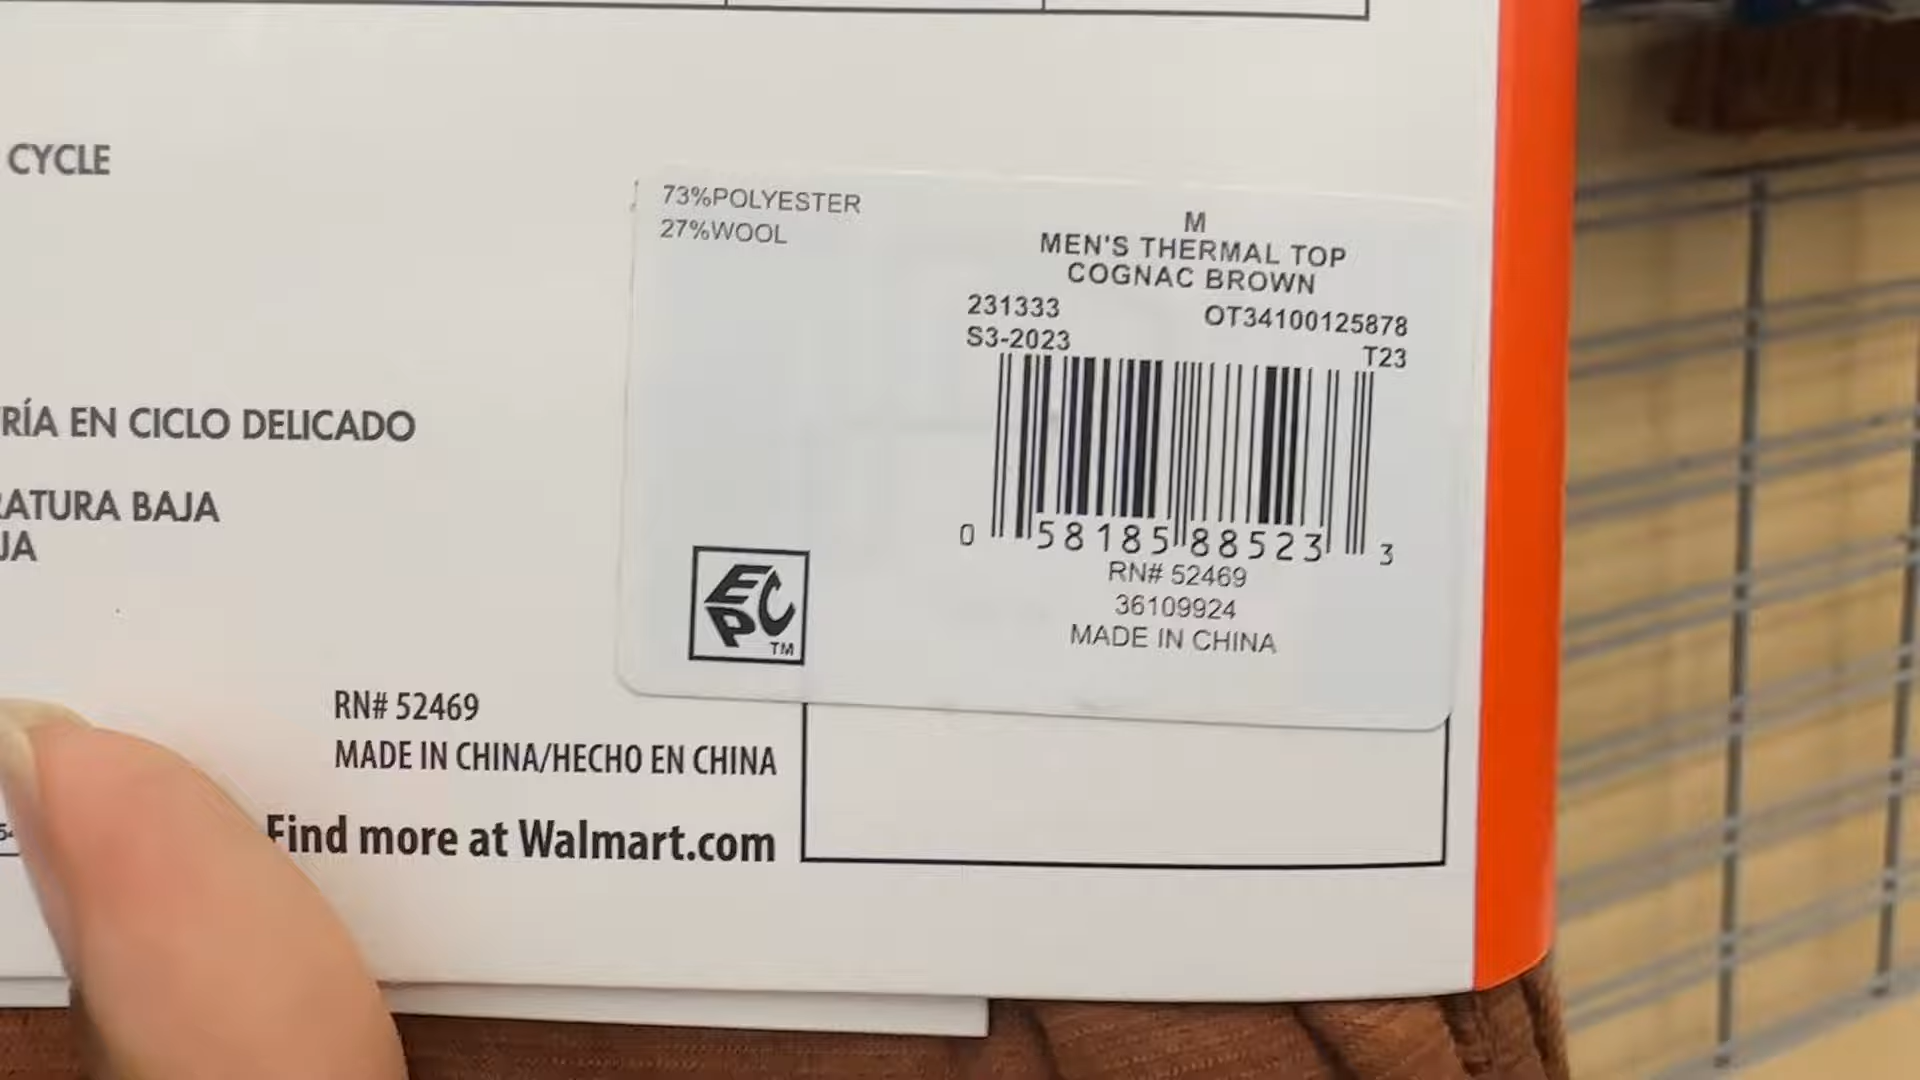 CYCLE
RÍA EN CICLO DELICADO
RATURA BAJA
JA
73%POLYESTER
27%WOOL
M
MEN'S THERMAL TOP
COGNAC BROWN
231333 OT34100125878
S3-2023 T23
0 58185 88523 3
RN# 52469
36109924
MADE IN CHINA
EPC TM
RN# 52469
MADE IN CHINA/HECHO EN CHINA
Find more at Walmart.com